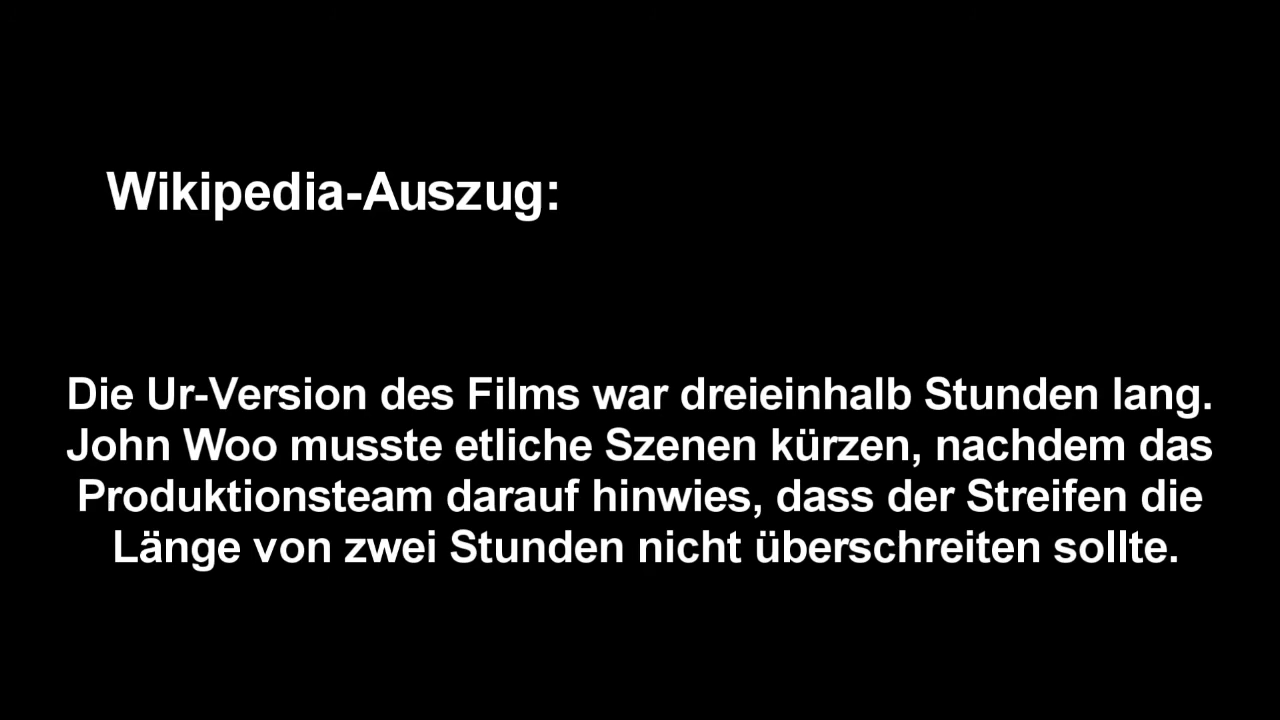 Wikipedia-Auszug:
Die Ur-Version des Films war dreieinhalb Stunden lang.
John Woo musste etliche Szenen kürzen, nachdem das
Produktionsteam darauf hinwies, dass der Streifen die
Länge von zwei Stunden nicht überschreiten sollte.